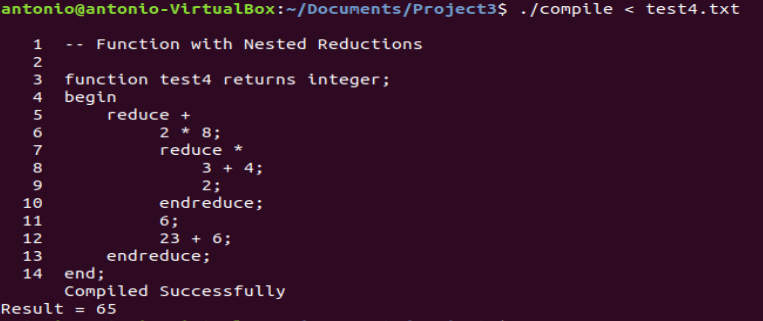 antonio@antonio-VirtualBox:~/Documents/Project3$ ./compile < test4.txt
1 -- Function with Nested Reductions
2
3 function test4 returns integer;
4 begin
5 reduce +
6 2 * 8;
7 reduce *
8 3 + 4;
9 2;
10 endreduce;
11 6;
12 23 + 6;
13 endreduce;
14 end;
Compiled Successfully
Result = 65